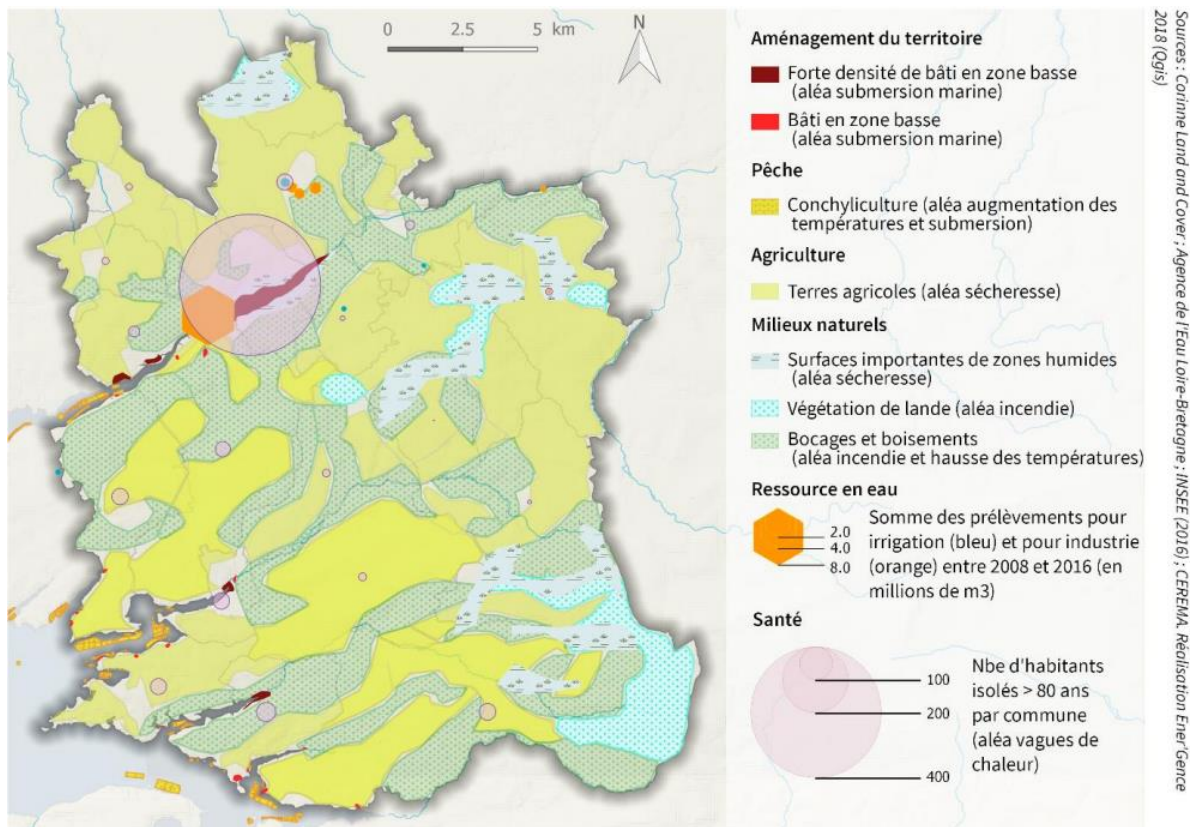 0 2.5 5 km
N
Aménagement du territoire
Forte densité de bâti en zone basse
(aléa submersion marine)
Bâti en zone basse
(aléa submersion marine)
Pêche
Conchyliculture (aléa augmentation des
températures et submersion)
Agriculture
Terres agricoles (aléa sécheresse)
Milieux naturels
Surfaces importantes de zones humides
(aléa sécheresse)
Végétation de lande (aléa incendie)
Bocages et boisements
(aléa incendie et hausse des températures)
Ressource en eau
2.0
4.0
8.0
Somme des prélèvements pour
irrigation (bleu) et pour industrie
(orange) entre 2008 et 2016 (en
millions de m3)
Santé
100
200
400
Nbe d'habitants
isolés > 80 ans
par commune
(aléa vagues de
chaleur)
Sources : Corinne Land and Cover ; Agence de l'Eau Loire-Bretagne ; INSEE (2016) ; CEREMA. Réalisation Ener'Gence
2018 (Qgis)